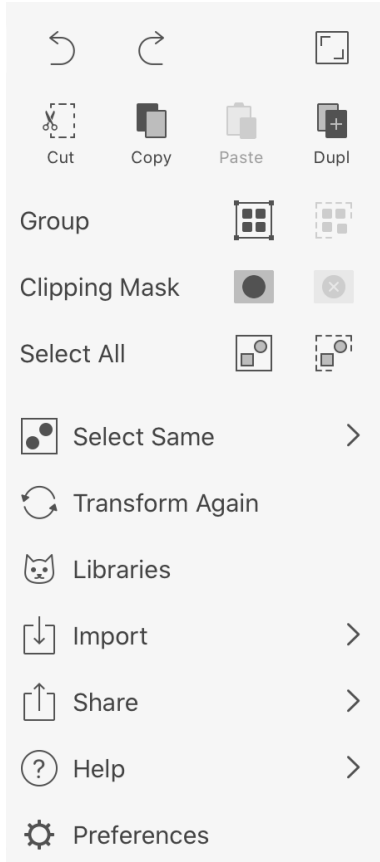 Cut Copy Paste Dupl
Group
Clipping Mask
Select All
Select Same
Transform Again
Libraries
Import
Share
Help
Preferences